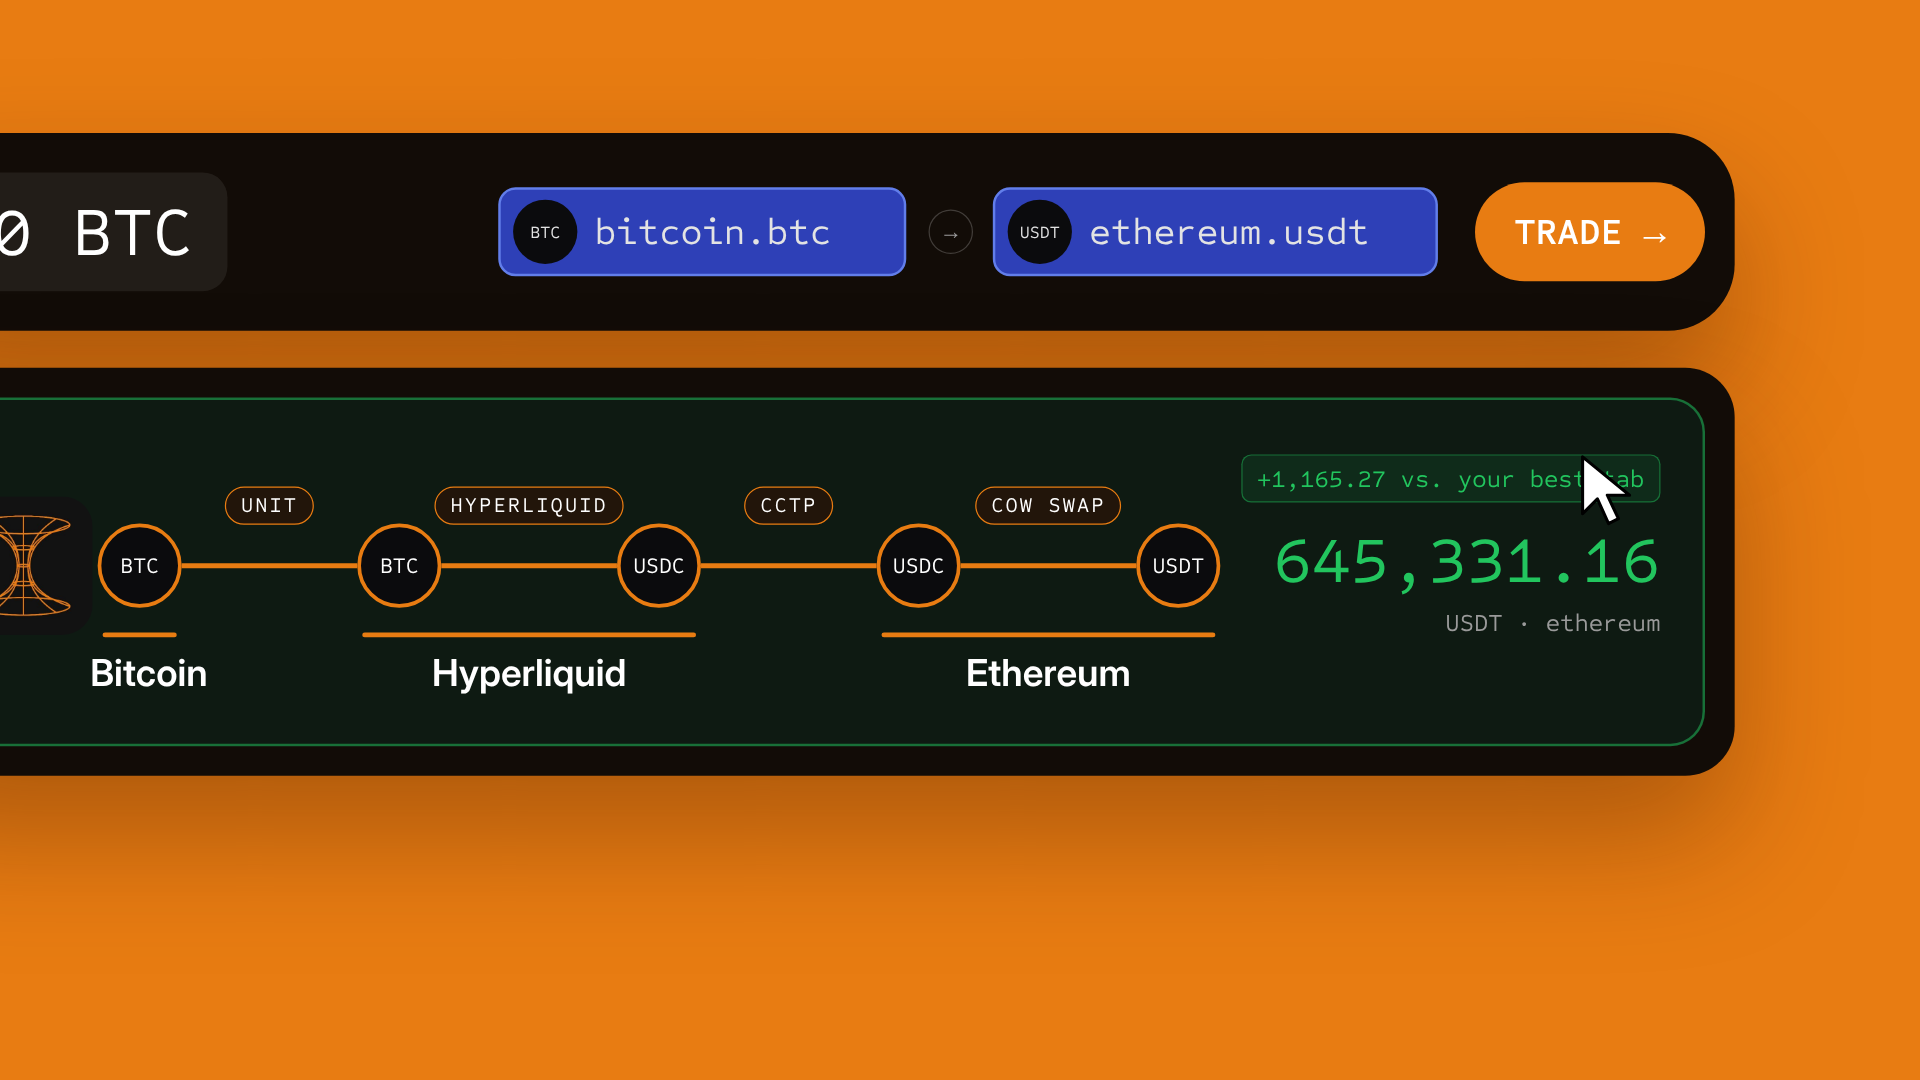 0 BTC
BTC bitcoin.btc → USDT ethereum.usdt TRADE →
+1,165.27 vs. your best tab
UNIT HYPERLIQUID CCTP COW SWAP
BTC BTC USDC USDC USDT
645,331.16
USDT · ethereum
Bitcoin Hyperliquid Ethereum